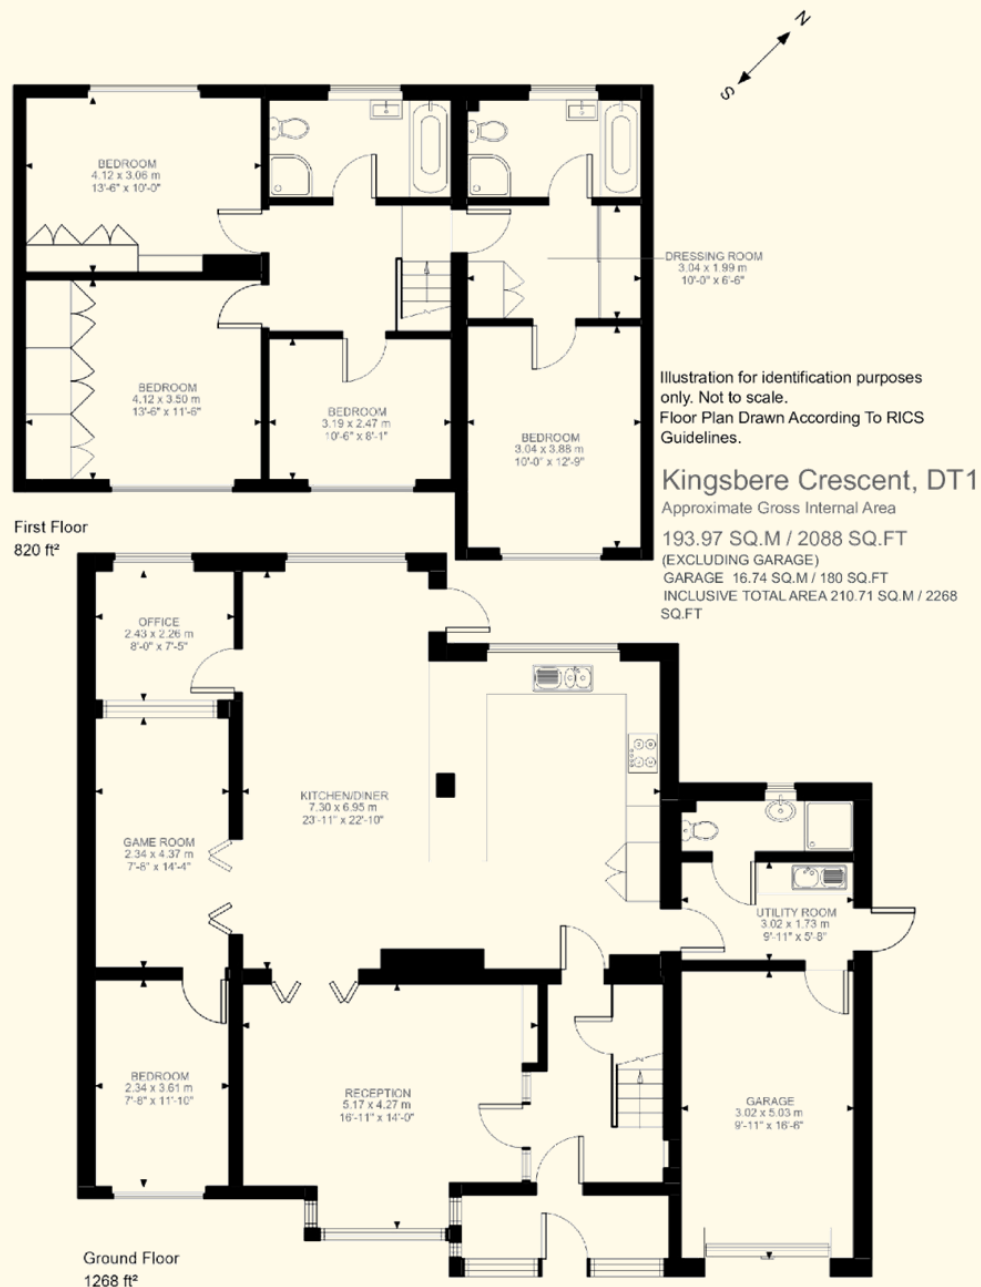 N
S
BEDROOM
4.12 x 3.06 m
13'-6" x 10'-0"
DRESSING ROOM
3.04 x 1.99 m
10'-0" x 6'-6"
BEDROOM
4.12 x 3.50 m
13'-6" x 11'-6"
BEDROOM
3.19 x 2.47 m
10'-6" x 8'-1"
BEDROOM
3.04 x 3.88 m
10'-0" x 12'-9"
Illustration for identification purposes
only. Not to scale.
Floor Plan Drawn According To RICS
Guidelines.
Kingsbere Crescent, DT1
Approximate Gross Internal Area
193.97 SQ.M / 2088 SQ.FT
(EXCLUDING GARAGE)
GARAGE 16.74 SQ.M / 180 SQ.FT
INCLUSIVE TOTAL AREA 210.71 SQ.M / 2268
SQ.FT
First Floor
820 ft²
OFFICE
2.43 x 2.26 m
8'-0" x 7'-5"
KITCHEN/DINER
7.30 x 6.95 m
23'-11" x 22'-10"
GAME ROOM
2.34 x 4.37 m
7'-8" x 14'-4"
UTILITY ROOM
3.02 x 1.73 m
9'-11" x 5'-8"
BEDROOM
2.34 x 3.61 m
7'-8" x 11'-10"
RECEPTION
5.17 x 4.27 m
16'-11" x 14'-0"
GARAGE
3.02 x 5.03 m
9'-11" x 16'-6"
Ground Floor
1268 ft²